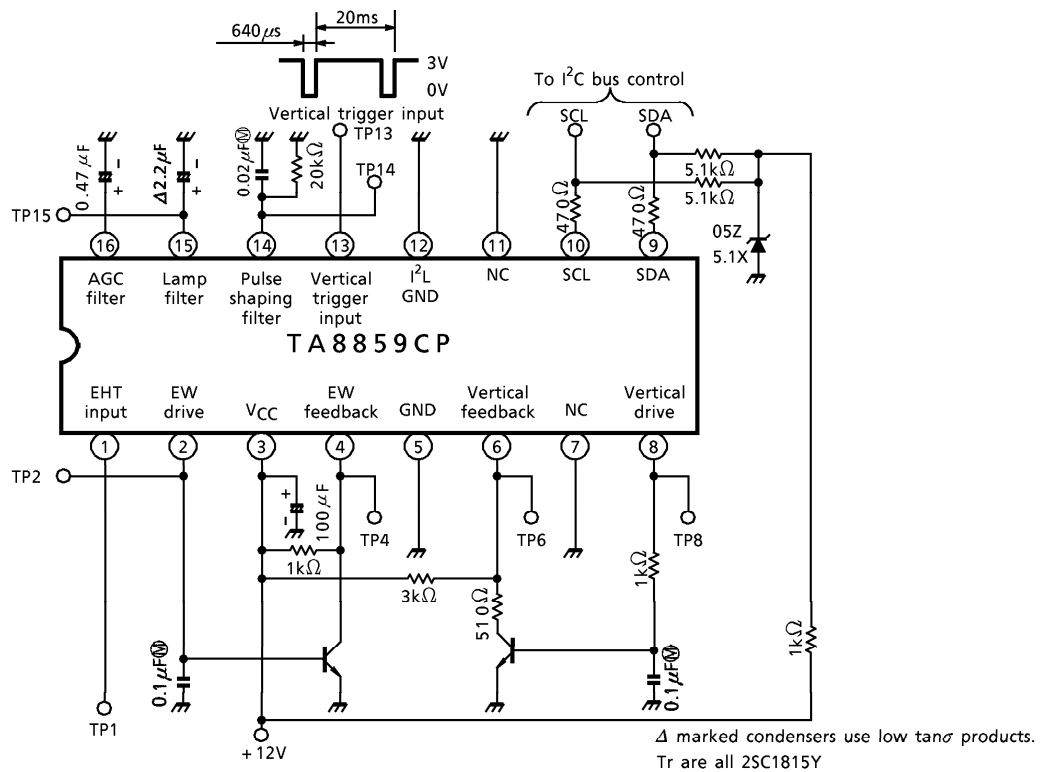 20ms
640μs
3V
0V
Vertical trigger input
To I²C bus control
SCL
SDA
TP13
TP14
TP15
0.47μF
- +
Δ2.2μF
- +
0.02μFⓂ
20kΩ
5.1kΩ
5.1kΩ
470Ω
470Ω
05Z
5.1X
16
15
14
13
12
11
10
9
AGC filter
Lamp filter
Pulse shaping filter
Vertical trigger input
I²L GND
NC
SCL
SDA
TA8859CP
EHT input
EW drive
VCC
EW feedback
GND
Vertical feedback
NC
Vertical drive
1
2
3
4
5
6
7
8
TP2
+ -
100μF
TP4
TP6
TP8
1kΩ
3kΩ
510Ω
1kΩ
1kΩ
0.1μFⓂ
0.1μFⓂ
TP1
+12V
Δ marked condensers use low tanσ products.
Tr are all 2SC1815Y